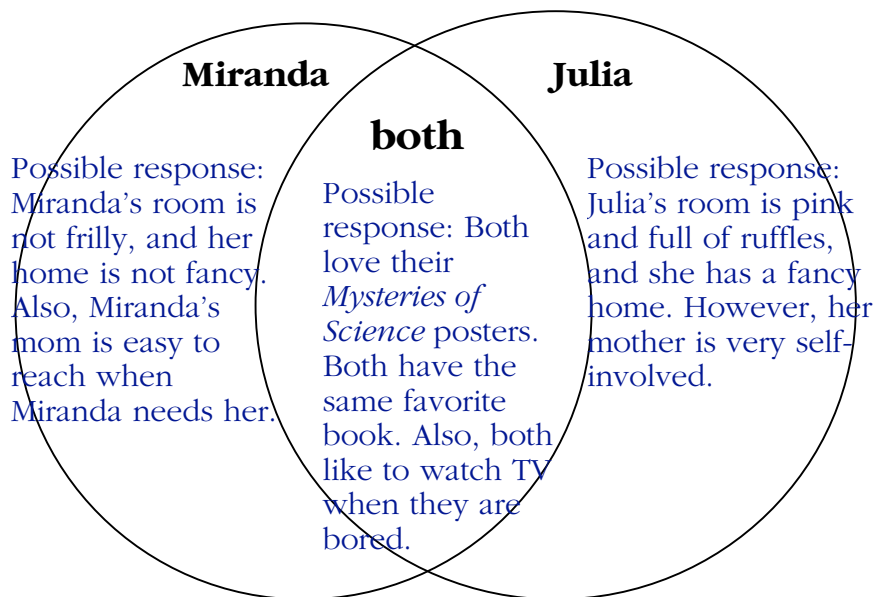 Miranda
Julia
both
Possible response:
Miranda's room is
not frilly, and her
home is not fancy.
Also, Miranda's
mom is easy to
reach when
Miranda needs her.
Possible
response: Both
love their
Mysteries of
Science posters.
Both have the
same favorite
book. Also, both
like to watch TV
when they are
bored.
Possible response:
Julia's room is pink
and full of ruffles,
and she has a fancy
home. However, her
mother is very self-
involved.